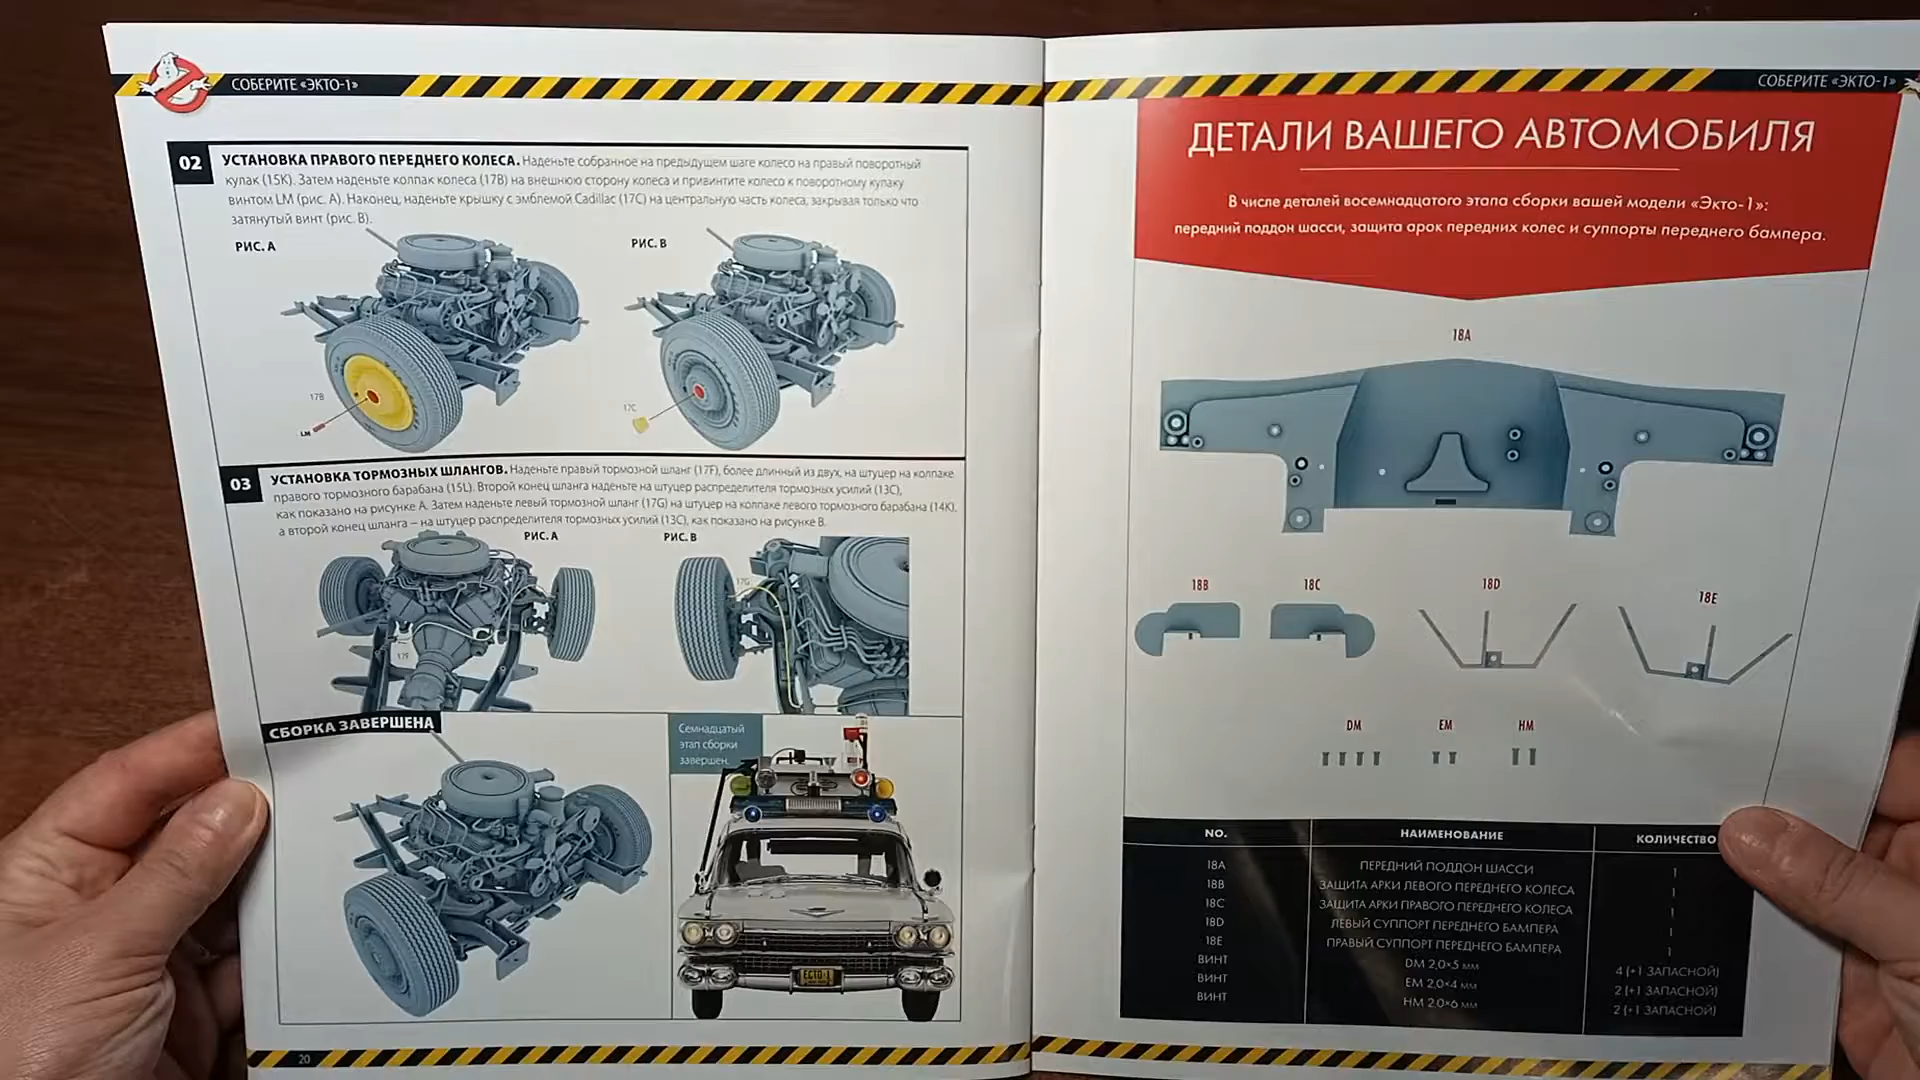 СОБЕРИТЕ «ЭКТО-1»
02
УСТАНОВКА ПРАВОГО ПЕРЕДНЕГО КОЛЕСА. Наденьте собранное на предыдущем шаге колесо на правый поворотный
кулак (15K). Затем наденьте колпак колеса (17B) на внешнюю сторону колеса и привинтите колесо к поворотному кулаку
винтом LM (рис. A). Наконец, наденьте крышку с эмблемой Cadillac (17C) на центральную часть колеса, закрывая только что
затянутый винт (рис. B).
РИС. A
РИС. B
17B
LM
17C
03
УСТАНОВКА ТОРМОЗНЫХ ШЛАНГОВ. Наденьте правый тормозной шланг (17F), более длинный из двух, на штуцер на колпаке
правого тормозного барабана (15L). Второй конец шланга наденьте на штуцер распределителя тормозных усилий (13C),
как показано на рисунке A. Затем наденьте левый тормозной шланг (17G) на штуцер на колпаке левого тормозного барабана (14K),
а второй конец шланга – на штуцер распределителя тормозных усилий (13C), как показано на рисунке B.
РИС. A
РИС. B
17F
17G
СБОРКА ЗАВЕРШЕНА
Семнадцатый
этап сборки
завершен.
ECTO-1
20
СОБЕРИТЕ «ЭКТО-1»
ДЕТАЛИ ВАШЕГО АВТОМОБИЛЯ
В числе деталей восемнадцатого этапа сборки вашей модели «Экто-1»:
передний поддон шасси, защита арок передних колес и суппорты переднего бампера.
18A
18B
18C
18D
18E
DM
EM
HM
NO. НАИМЕНОВАНИЕ КОЛИЧЕСТВО
18A ПЕРЕДНИЙ ПОДДОН ШАССИ 1
18B ЗАЩИТА АРКИ ЛЕВОГО ПЕРЕДНЕГО КОЛЕСА 1
18C ЗАЩИТА АРКИ ПРАВОГО ПЕРЕДНЕГО КОЛЕСА 1
18D ЛЕВЫЙ СУППОРТ ПЕРЕДНЕГО БАМПЕРА 1
18E ПРАВЫЙ СУППОРТ ПЕРЕДНЕГО БАМПЕРА 1
ВИНТ DM 2,0×5 мм 4 (+1 ЗАПАСНОЙ)
ВИНТ EM 2,0×4 мм 2 (+1 ЗАПАСНОЙ)
ВИНТ HM 2,0×6 мм 2 (+1 ЗАПАСНОЙ)